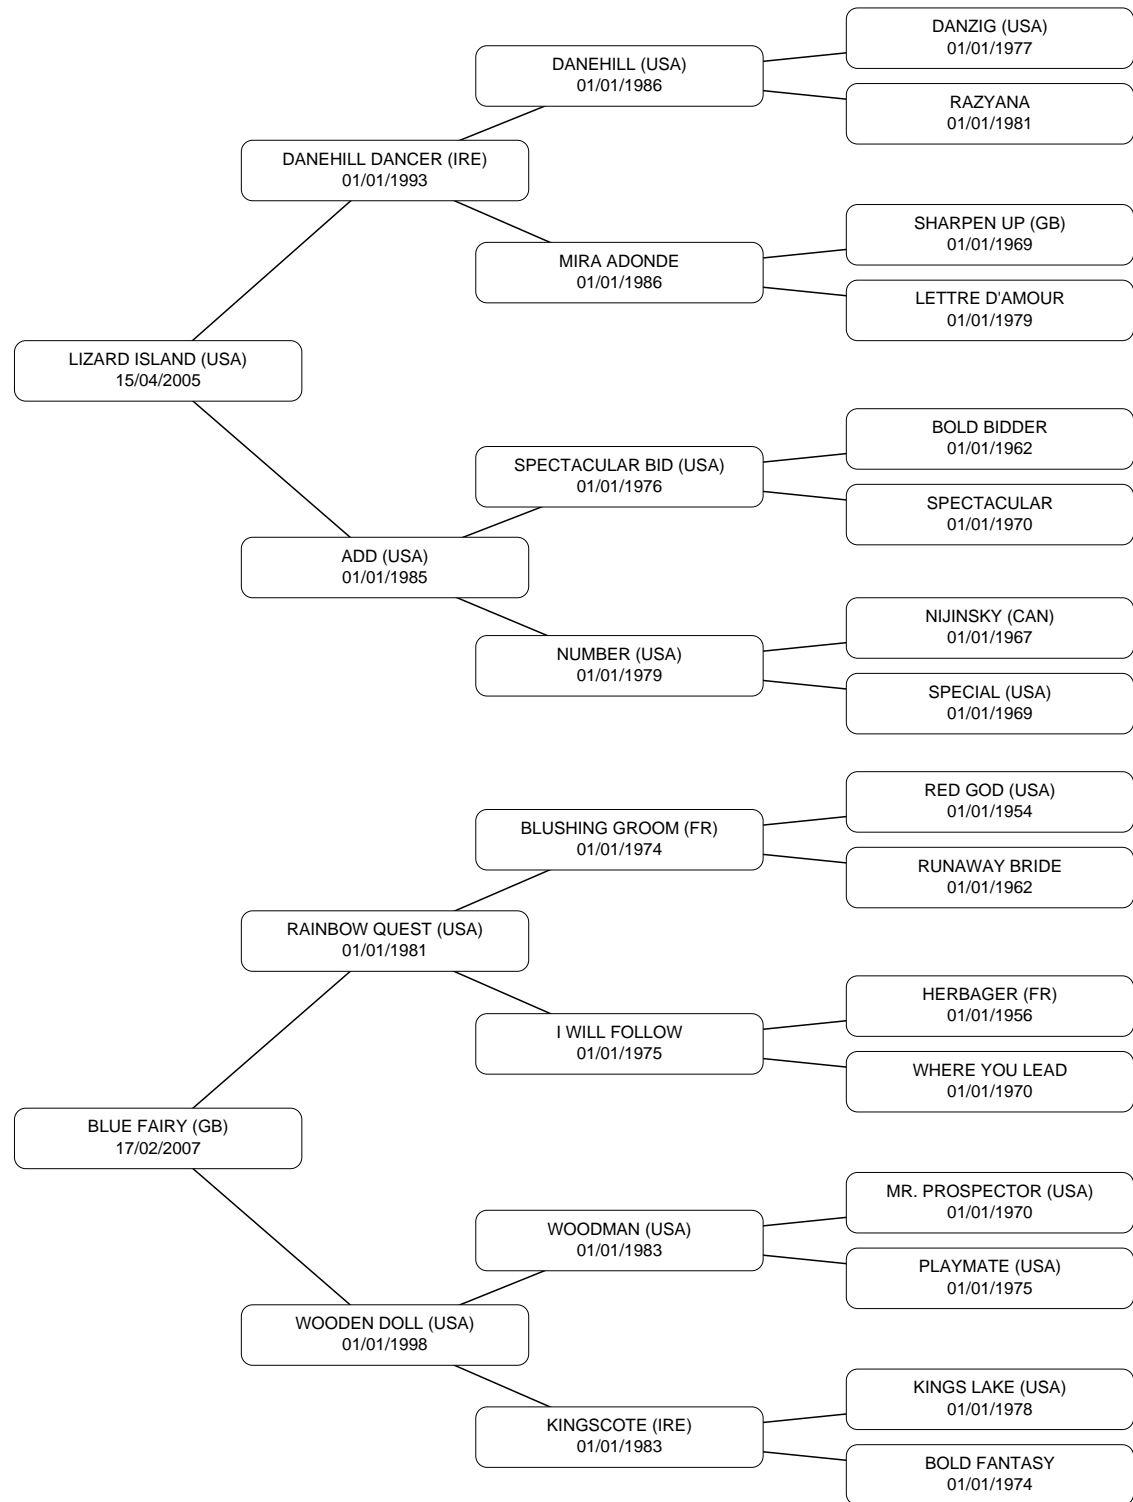 DANZIG (USA)
01/01/1977
DANEHILL (USA)
01/01/1986
RAZYANA
01/01/1981
DANEHILL DANCER (IRE)
01/01/1993
SHARPEN UP (GB)
01/01/1969
MIRA ADONDE
01/01/1986
LETTRE D'AMOUR
01/01/1979
LIZARD ISLAND (USA)
15/04/2005
BOLD BIDDER
01/01/1962
SPECTACULAR BID (USA)
01/01/1976
SPECTACULAR
01/01/1970
ADD (USA)
01/01/1985
NIJINSKY (CAN)
01/01/1967
NUMBER (USA)
01/01/1979
SPECIAL (USA)
01/01/1969
RED GOD (USA)
01/01/1954
BLUSHING GROOM (FR)
01/01/1974
RUNAWAY BRIDE
01/01/1962
RAINBOW QUEST (USA)
01/01/1981
HERBAGER (FR)
01/01/1956
I WILL FOLLOW
01/01/1975
WHERE YOU LEAD
01/01/1970
BLUE FAIRY (GB)
17/02/2007
MR. PROSPECTOR (USA)
01/01/1970
WOODMAN (USA)
01/01/1983
PLAYMATE (USA)
01/01/1975
WOODEN DOLL (USA)
01/01/1998
KINGS LAKE (USA)
01/01/1978
KINGSCOTE (IRE)
01/01/1983
BOLD FANTASY
01/01/1974